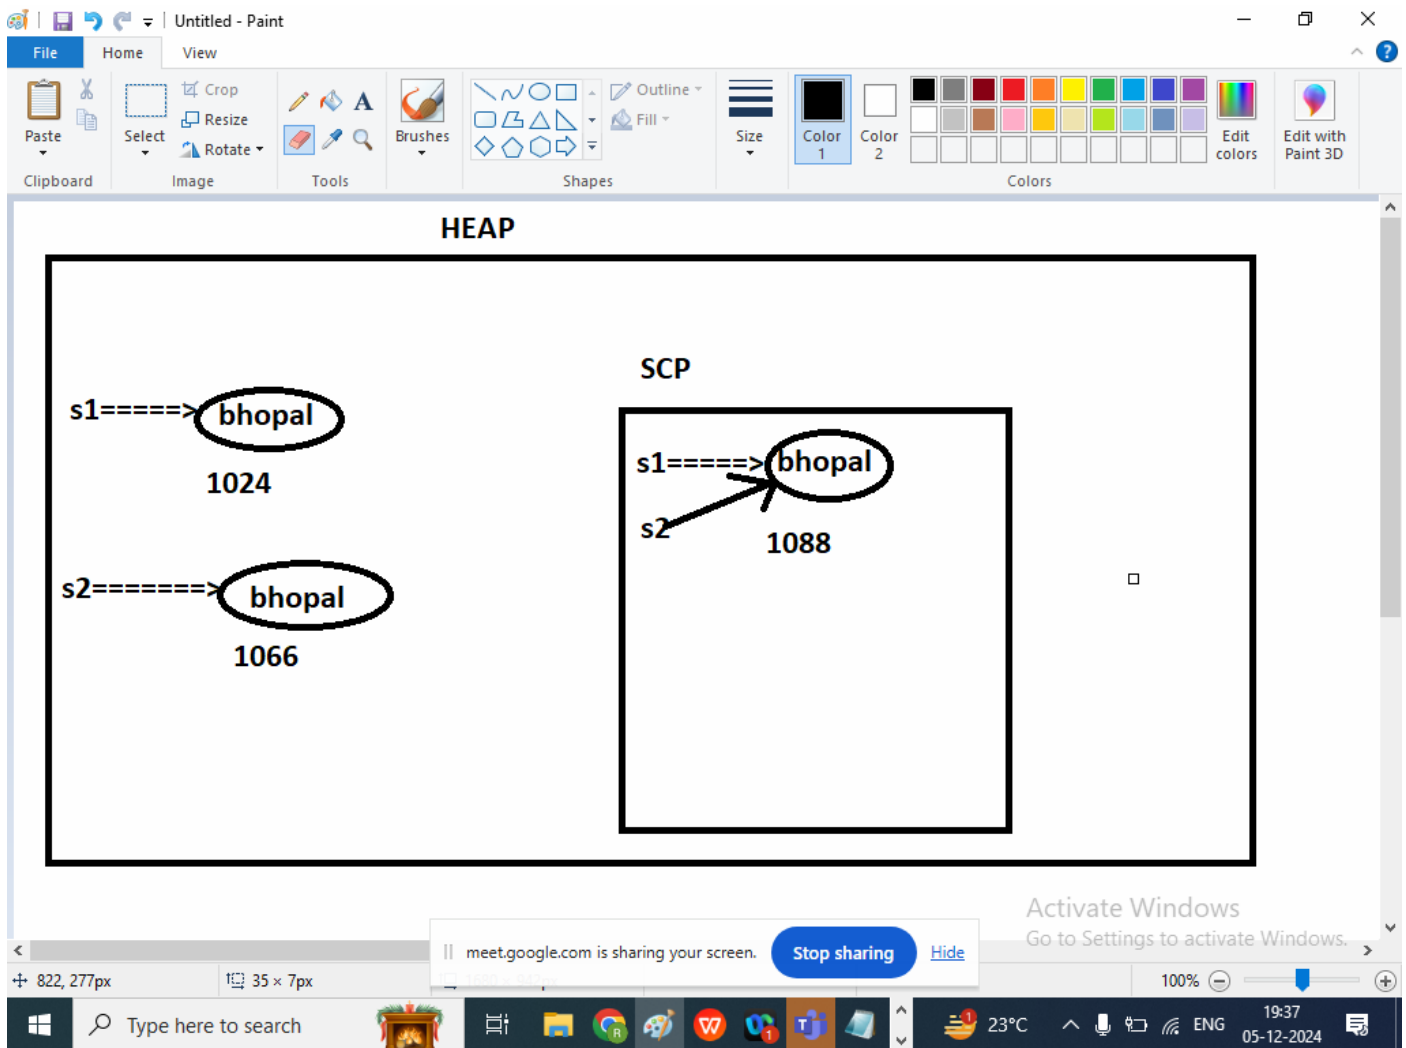 Untitled - Paint
File Home View
Paste
Clipboard
Select
Crop
Resize
Rotate
Image
A
Tools
Brushes
Outline
Fill
Shapes
Size
Color 1
Color 2
Edit colors
Colors
Edit with Paint 3D
HEAP
SCP
s1=====> bhopal
1024
s2=======> bhopal
1066
s1=====> bhopal
s2
1088
Activate Windows
Go to Settings to activate Windows.
meet.google.com is sharing your screen. Stop sharing Hide
822, 277px 35 × 7px 100%
Type here to search
23°C ENG 19:37
05-12-2024